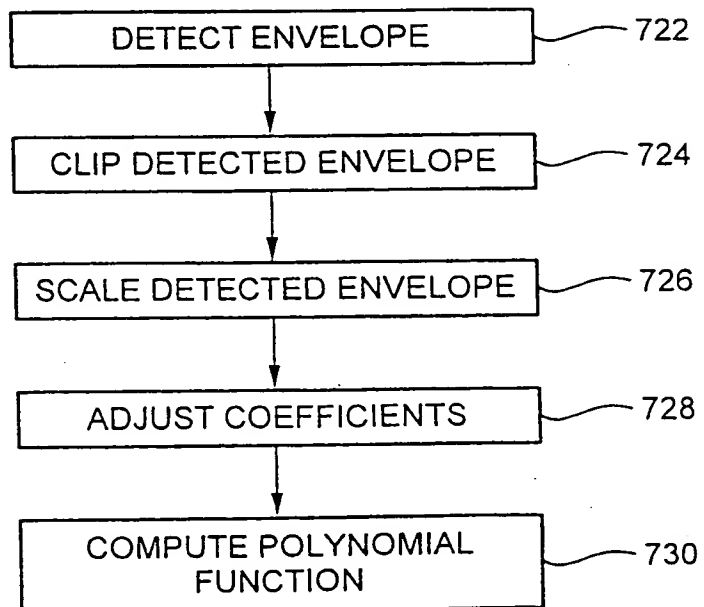 DETECT ENVELOPE 722
CLIP DETECTED ENVELOPE 724
SCALE DETECTED ENVELOPE 726
ADJUST COEFFICIENTS 728
COMPUTE POLYNOMIAL
FUNCTION 730